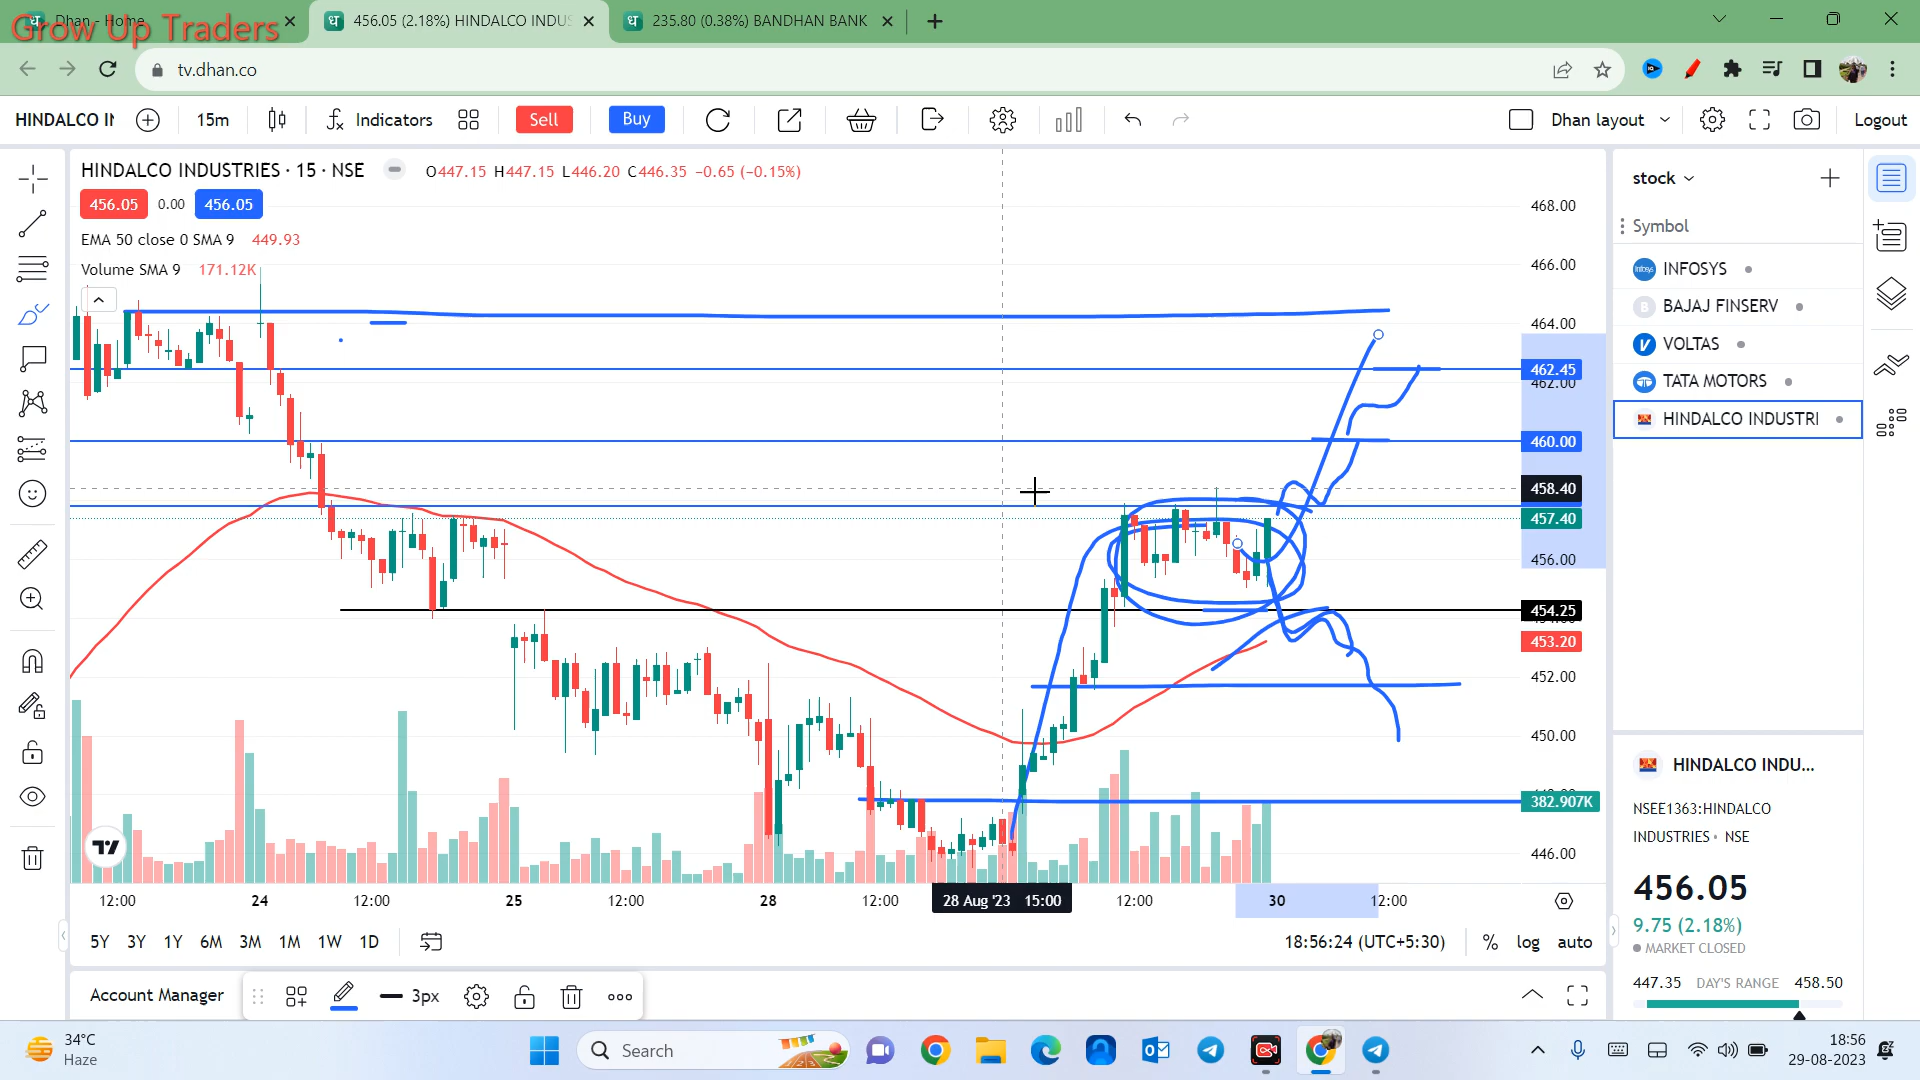 Grow Up Traders
Dhan - Home
456.05 (2.18%) HINDALCO INDUS
235.80 (0.38%) BANDHAN BANK
tv.dhan.co
HINDALCO IN
15m
Indicators
Sell
Buy
Dhan layout
Logout
HINDALCO INDUSTRIES · 15 · NSE
O447.15 H447.15 L446.20 C446.35 −0.65 (−0.15%)
456.05 0.00 456.05
EMA 50 close 0 SMA 9 449.93
Volume SMA 9 171.12K
468.00
466.00
464.00
462.45
462.00
460.00
458.40
457.40
456.00
454.25
453.20
452.00
450.00
382.907K
446.00
12:00 24 12:00 25 12:00 28 12:00 28 Aug '23 15:00 12:00 30 12:00
5Y 3Y 1Y 6M 3M 1M 1W 1D
18:56:24 (UTC+5:30) % log auto
Account Manager
3px
stock
Symbol
INFOSYS
BAJAJ FINSERV
VOLTAS
TATA MOTORS
HINDALCO INDUSTRI
HINDALCO INDU...
NSEE1363:HINDALCO
INDUSTRIES · NSE
456.05
9.75 (2.18%)
MARKET CLOSED
447.35 DAY'S RANGE 458.50
34°C
Haze
Search
18:56
29-08-2023